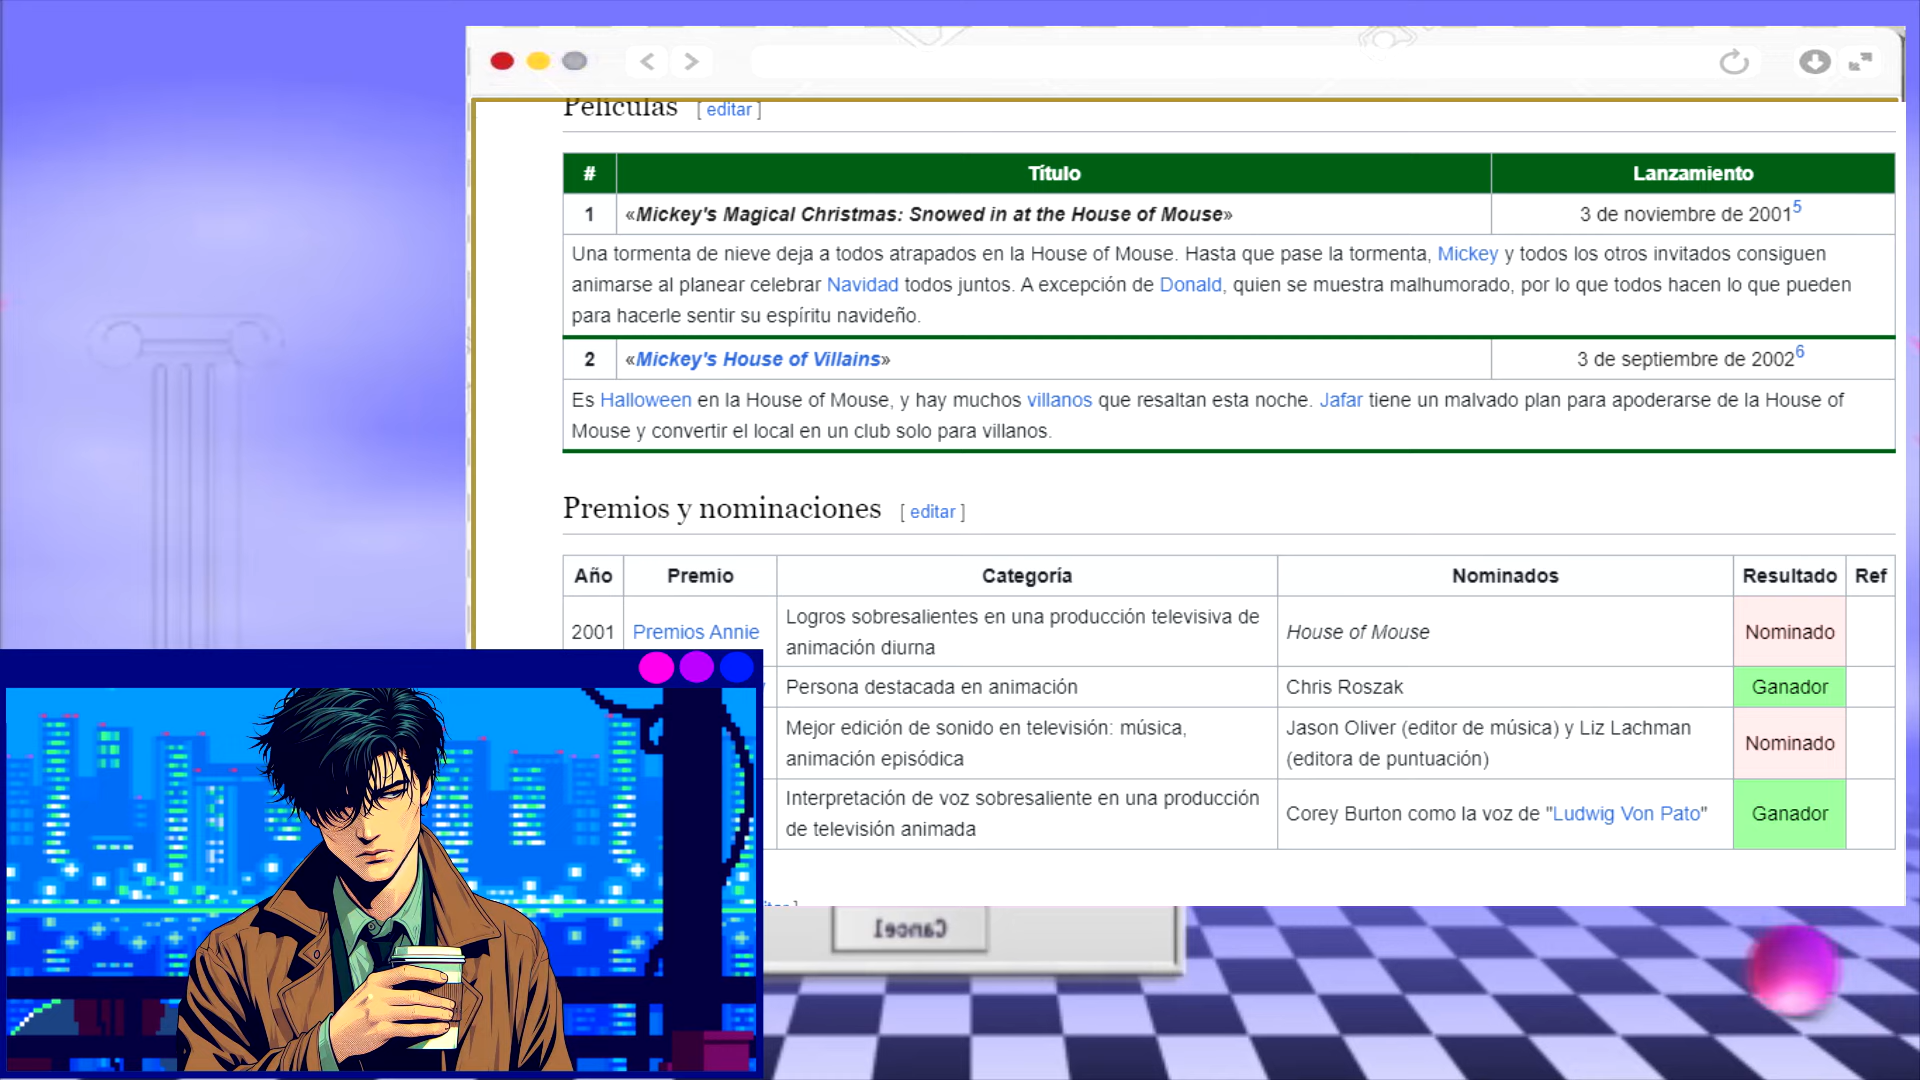 Películas [ editar ]
# Título Lanzamiento
1 «Mickey's Magical Christmas: Snowed in at the House of Mouse» 3 de noviembre de 2001 5
Una tormenta de nieve deja a todos atrapados en la House of Mouse. Hasta que pase la tormenta, Mickey y todos los otros invitados consiguen
animarse al planear celebrar Navidad todos juntos. A excepción de Donald, quien se muestra malhumorado, por lo que todos hacen lo que pueden
para hacerle sentir su espíritu navideño.
2 «Mickey's House of Villains» 3 de septiembre de 2002 6
Es Halloween en la House of Mouse, y hay muchos villanos que resaltan esta noche. Jafar tiene un malvado plan para apoderarse de la House of
Mouse y convertir el local en un club solo para villanos.
Premios y nominaciones [ editar ]
Año Premio Categoría Nominados Resultado Ref
2001 Premios Annie Logros sobresalientes en una producción televisiva de
animación diurna House of Mouse Nominado
Persona destacada en animación Chris Roszak Ganador
Mejor edición de sonido en televisión: música,
animación episódica Jason Oliver (editor de música) y Liz Lachman
(editora de puntuación) Nominado
Interpretación de voz sobresaliente en una producción
de televisión animada Corey Burton como la voz de "Ludwig Von Pato" Ganador
Cancel